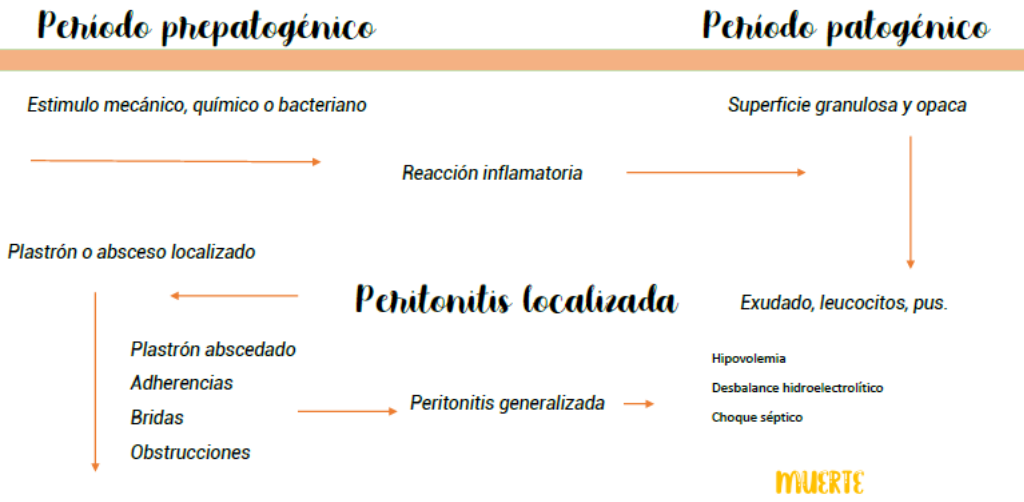 Período prepatogénico
Período patogénico
Estimulo mecánico, químico o bacteriano
Superficie granulosa y opaca
Reacción inflamatoria
Plastrón o absceso localizado
Peritonitis localizada
Exudado, leucocitos, pus.
Plastrón abscedado
Adherencias
Bridas
Obstrucciones
Peritonitis generalizada
Hipovolemia
Desbalance hidroelectrolítico
Choque séptico
MUERTE